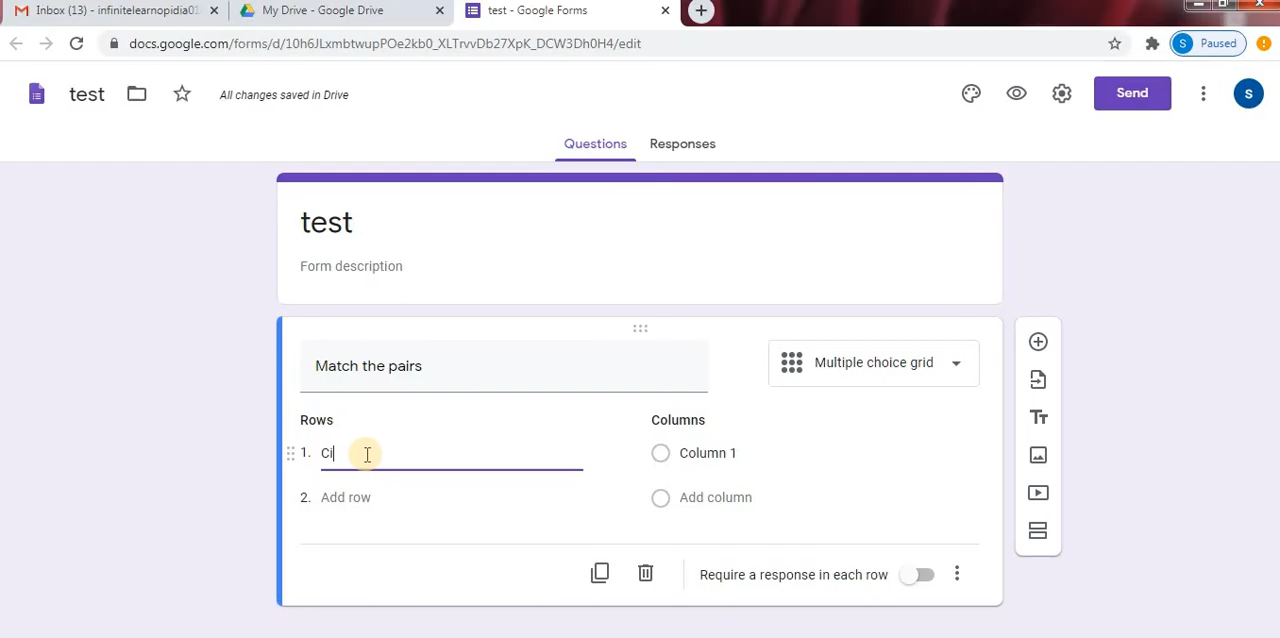 Inbox (13) - infinitelearnopidia01
My Drive - Google Drive
test - Google Forms
docs.google.com/forms/d/10h6JLxmbtwupPOe2kb0_XLTrvvDb27XpK_DCW3Dh0H4/edit
S Paused
test
All changes saved in Drive
Send
S
Questions Responses
test
Form description
Match the pairs
Multiple choice grid
Rows Columns
1. Ci
Column 1
2. Add row
Add column
Require a response in each row